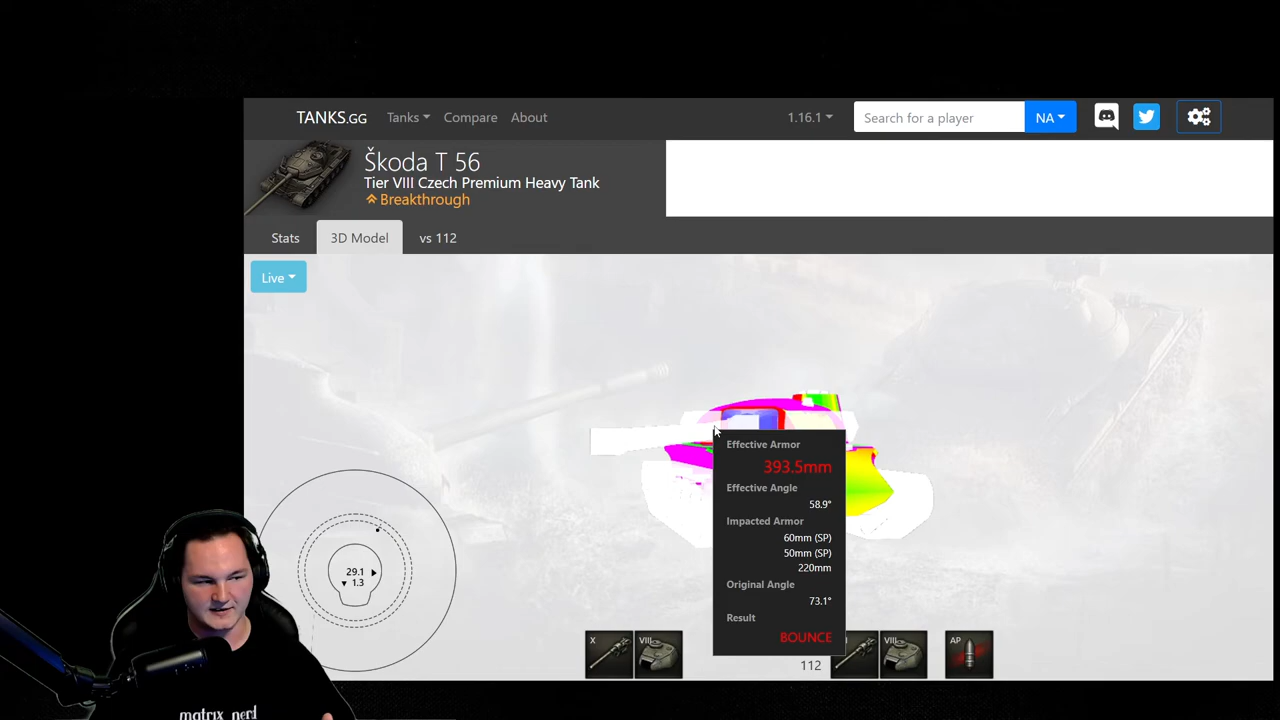 TANKS.GG Tanks Compare About 1.16.1 Search for a player NA
Škoda T 56
Tier VIII Czech Premium Heavy Tank
Breakthrough
Stats 3D Model vs 112
Live
Effective Armor
393.5mm
Effective Angle
58.9°
Impacted Armor
60mm (SP)
50mm (SP)
220mm
Original Angle
73.1°
Result
BOUNCE
29.1
1.3
X VIII VIII AP
112
matrix nerd